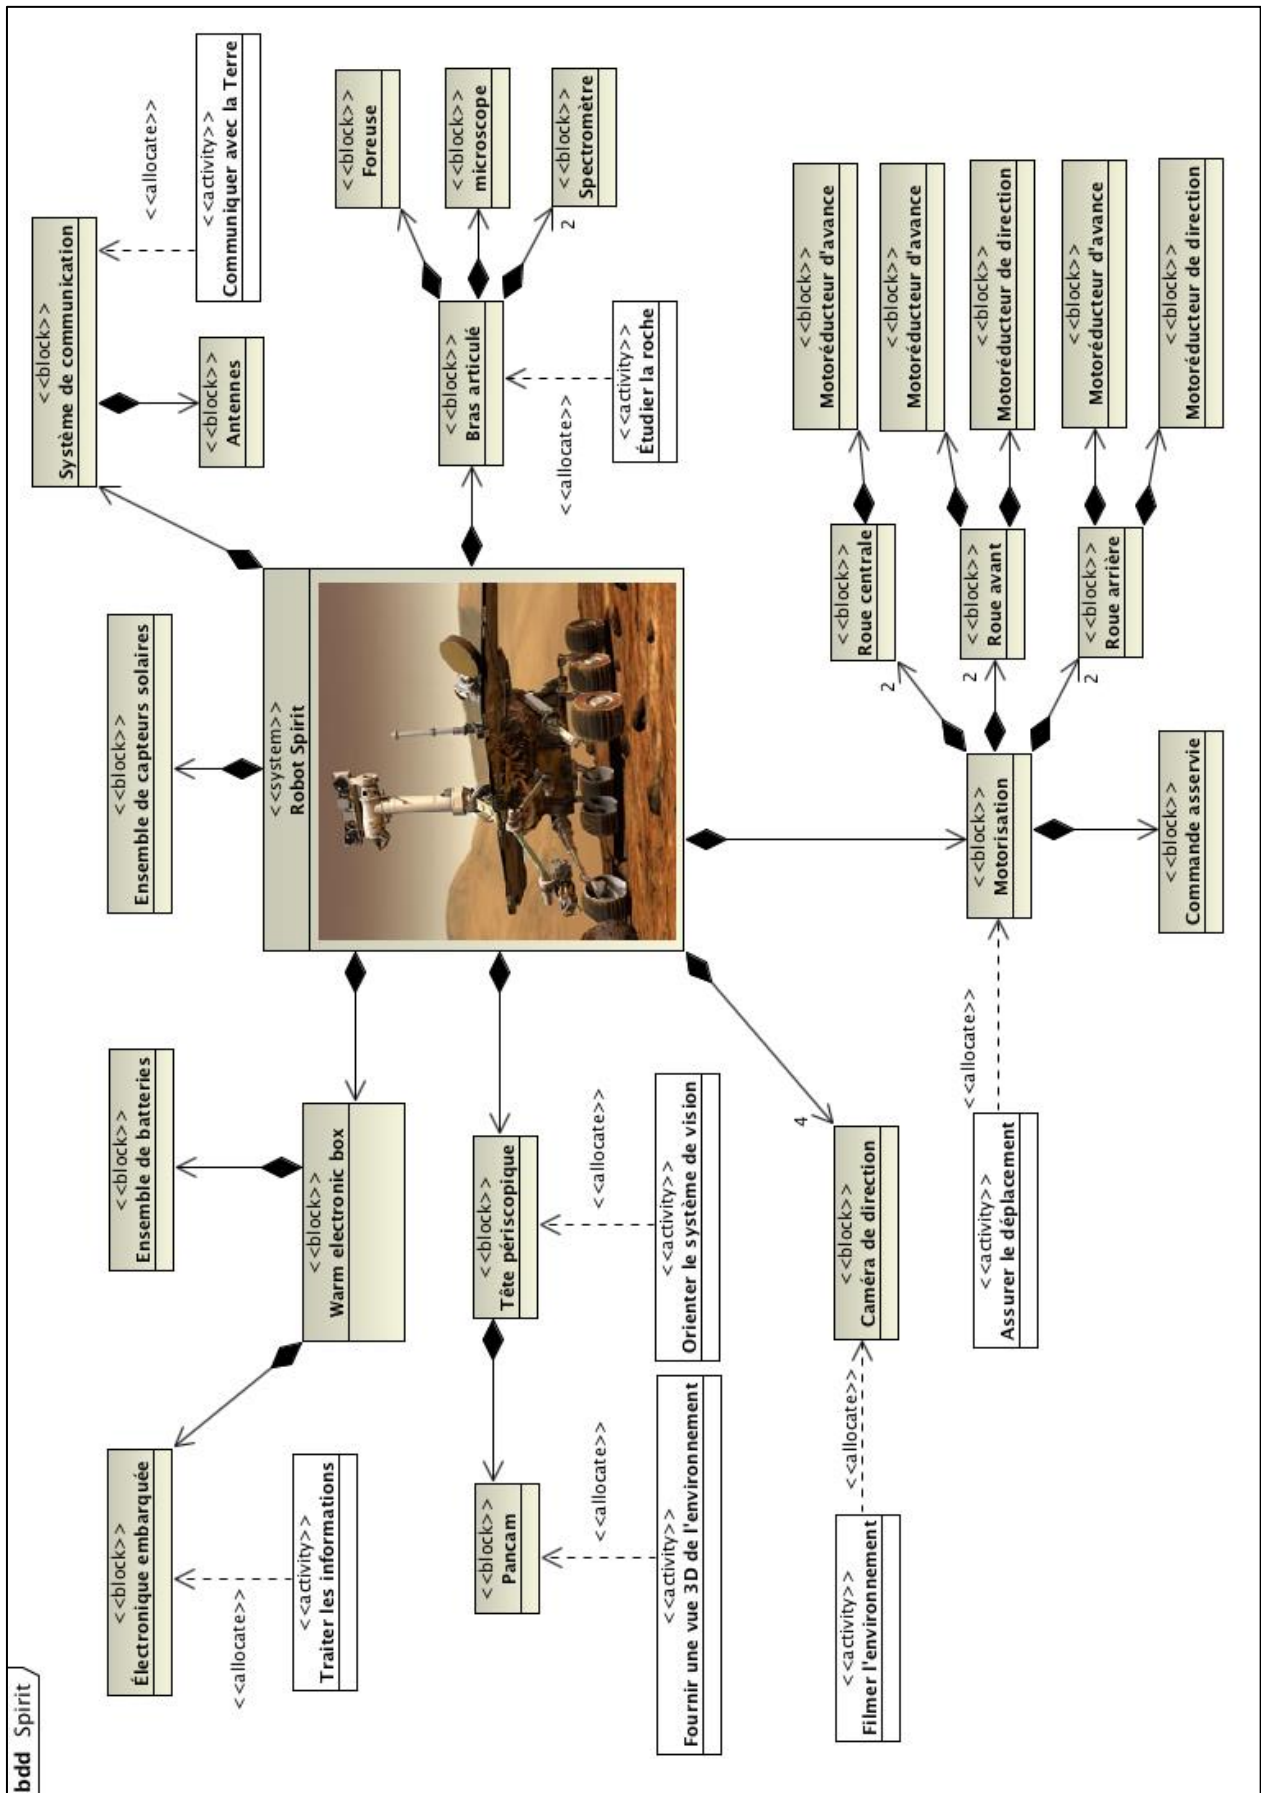 bdd Spirit
<<block>>
Système de communication
<<allocate>>
<<activity>>
Communiquer avec la Terre
<<block>>
Antennes
<<block>>
Ensemble de capteurs solaires
<<block>>
Ensemble de batteries
<<block>>
Électronique embarquée
<<allocate>>
<<activity>>
Traiter les informations
<<block>>
Warm electronic box
<<system>>
Robot Spirit
<<block>>
Foreuse
<<block>>
microscope
<<block>>
Spectromètre
2
<<block>>
Bras articulé
<<allocate>>
<<activity>>
Étudier la roche
<<block>>
Pancam
<<allocate>>
<<activity>>
Fournir une vue 3D de l'environnement
<<block>>
Tête périscopique
<<allocate>>
<<activity>>
Orienter le système de vision
4
<<block>>
Caméra de direction
<<allocate>>
<<activity>>
Filmer l'environnement
<<allocate>>
<<activity>>
Assurer le déplacement
<<block>>
Motorisation
<<block>>
Commande asservie
2
<<block>>
Roue centrale
2
<<block>>
Roue avant
2
<<block>>
Roue arrière
<<block>>
Motoréducteur d'avance
<<block>>
Motoréducteur d'avance
<<block>>
Motoréducteur de direction
<<block>>
Motoréducteur d'avance
<<block>>
Motoréducteur de direction